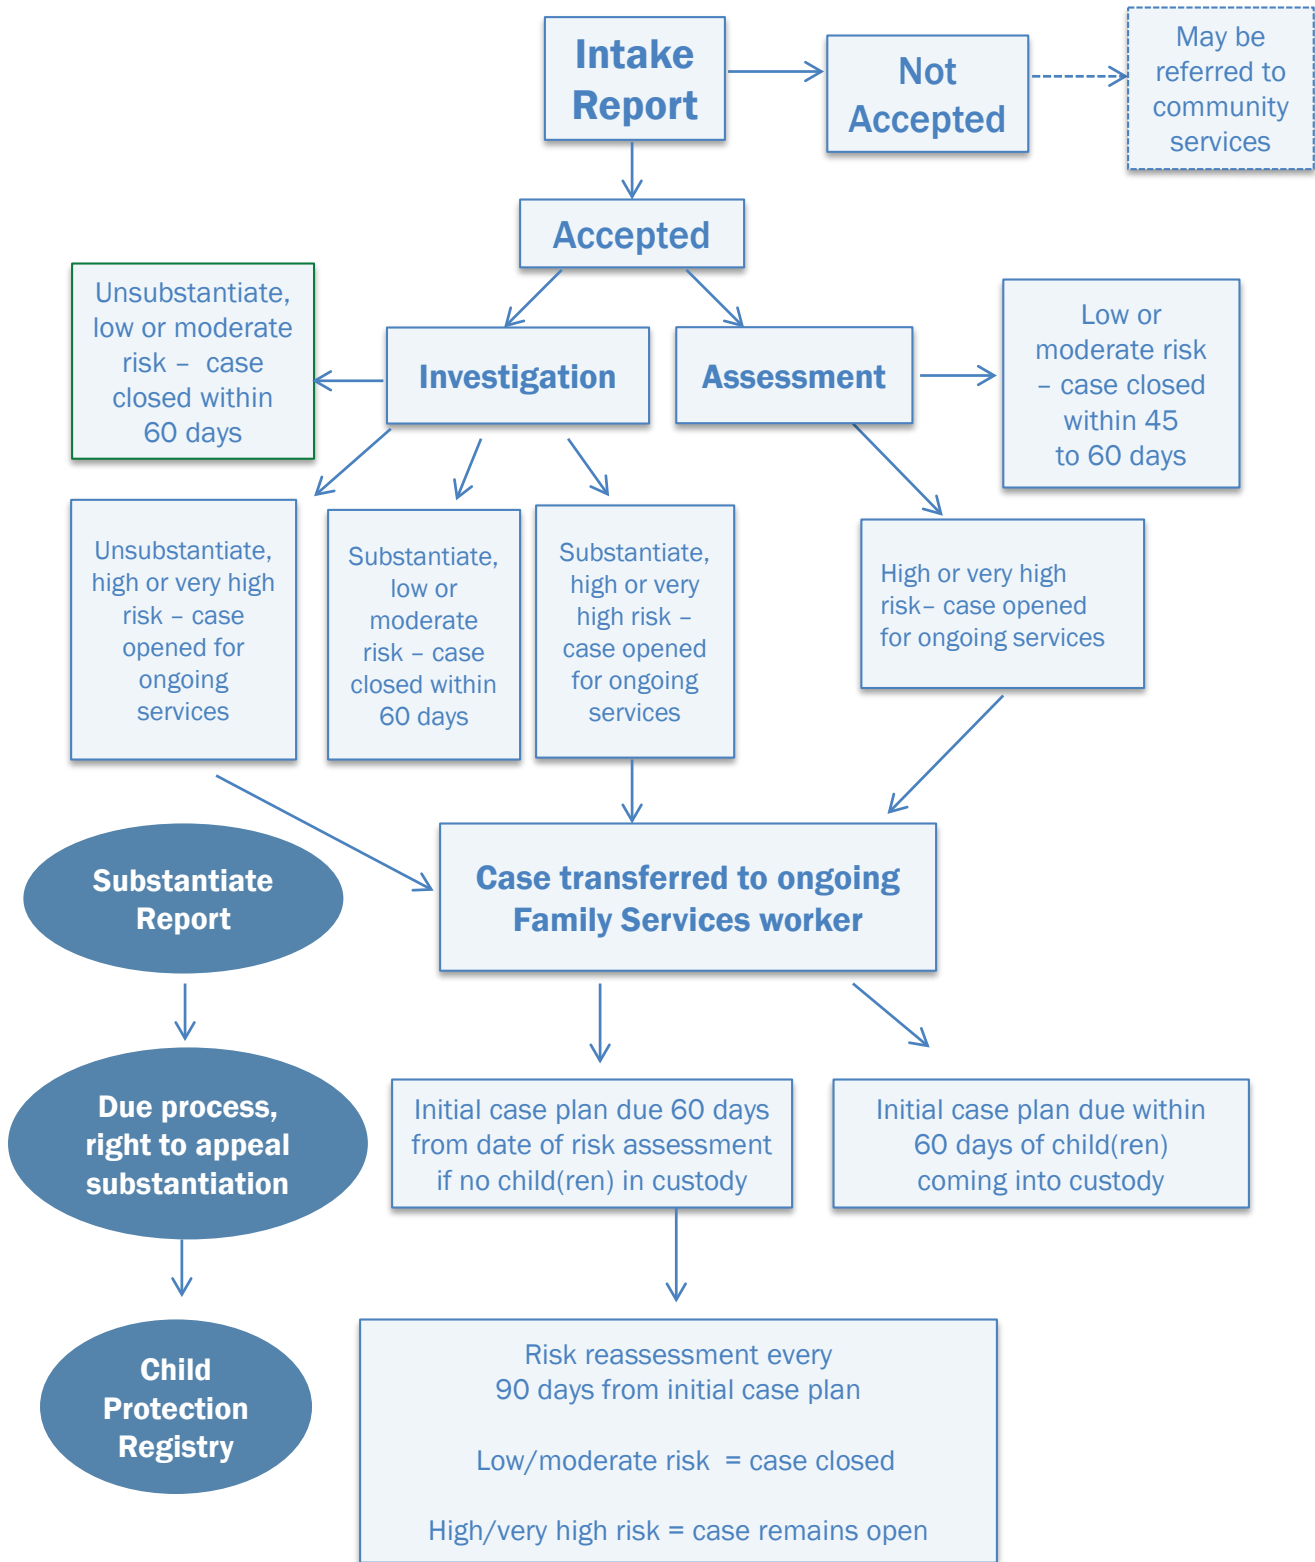 Intake
Report
Not
Accepted
May be
referred to
community
services
Accepted
Unsubstantiate,
low or moderate
risk – case
closed within
60 days
Investigation
Assessment
Low or
moderate risk
– case closed
within 45
to 60 days
Unsubstantiate,
high or very high
risk – case
opened for
ongoing
services
Substantiate,
low or
moderate
risk – case
closed within
60 days
Substantiate,
high or very
high risk –
case opened
for ongoing
services
High or very high
risk– case opened
for ongoing services
Substantiate
Report
Case transferred to ongoing
Family Services worker
Due process,
right to appeal
substantiation
Initial case plan due 60 days
from date of risk assessment
if no child(ren) in custody
Initial case plan due within
60 days of child(ren)
coming into custody
Child
Protection
Registry
Risk reassessment every
90 days from initial case plan
Low/moderate risk = case closed
High/very high risk = case remains open